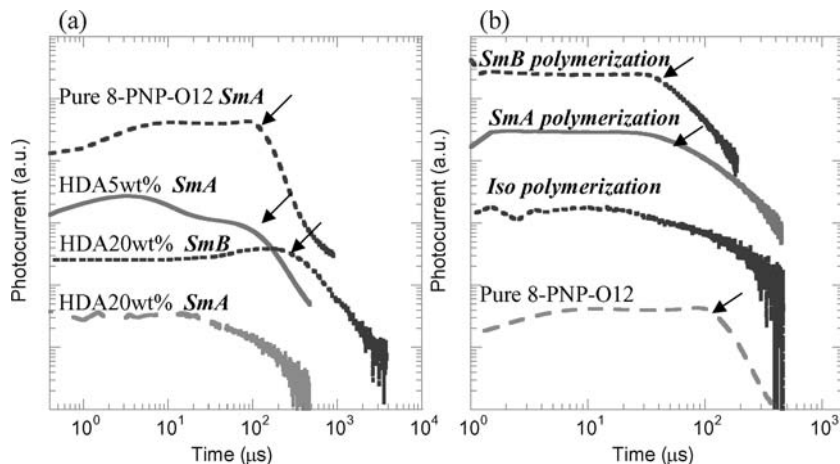 (a)
Photocurrent (a.u.)
Pure 8-PNP-O12 SmA
HDA5wt% SmA
HDA20wt% SmB
HDA20wt% SmA
10⁰ 10¹ 10² 10³ 10⁴
Time (μs)
(b)
Photocurrent (a.u.)
SmB polymerization
SmA polymerization
Iso polymerization
Pure 8-PNP-O12
10⁰ 10¹ 10² 10³
Time (μs)